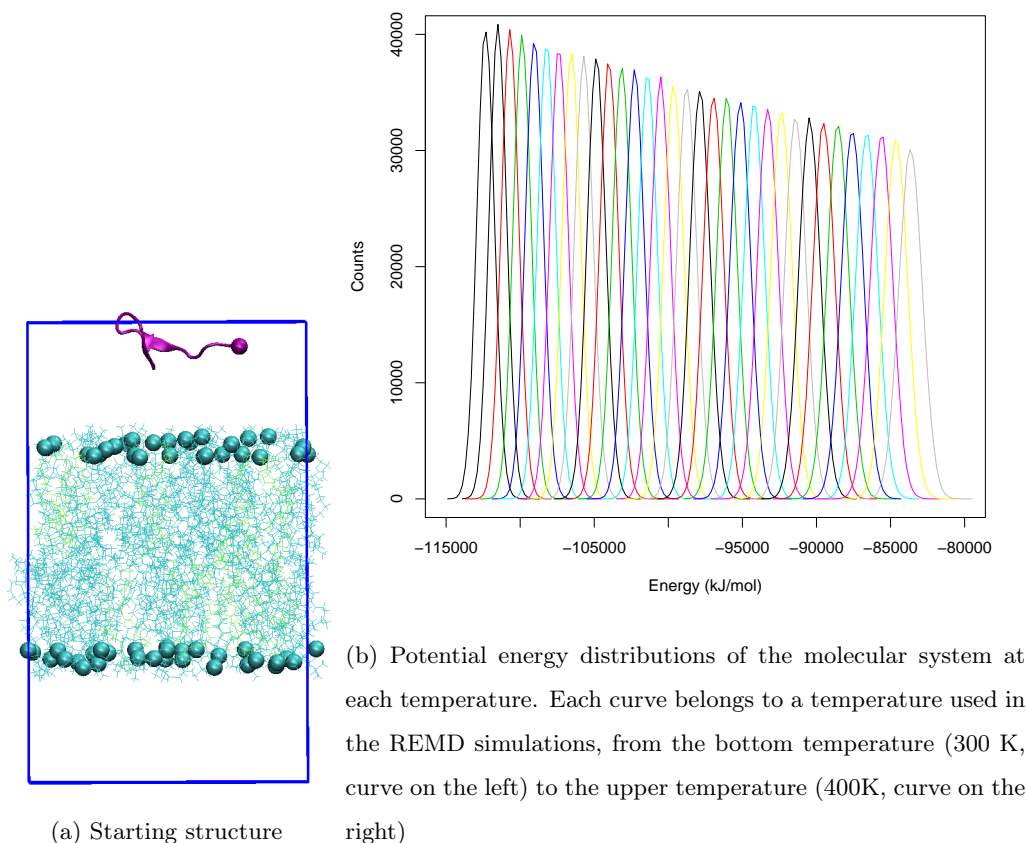 40000
30000
20000
10000
0
Counts
−115000
−105000
−95000
−90000
−85000
−80000
Energy (kJ/mol)
(a) Starting structure
(b) Potential energy distributions of the molecular system at
each temperature. Each curve belongs to a temperature used in
the REMD simulations, from the bottom temperature (300 K,
curve on the left) to the upper temperature (400K, curve on the
right)